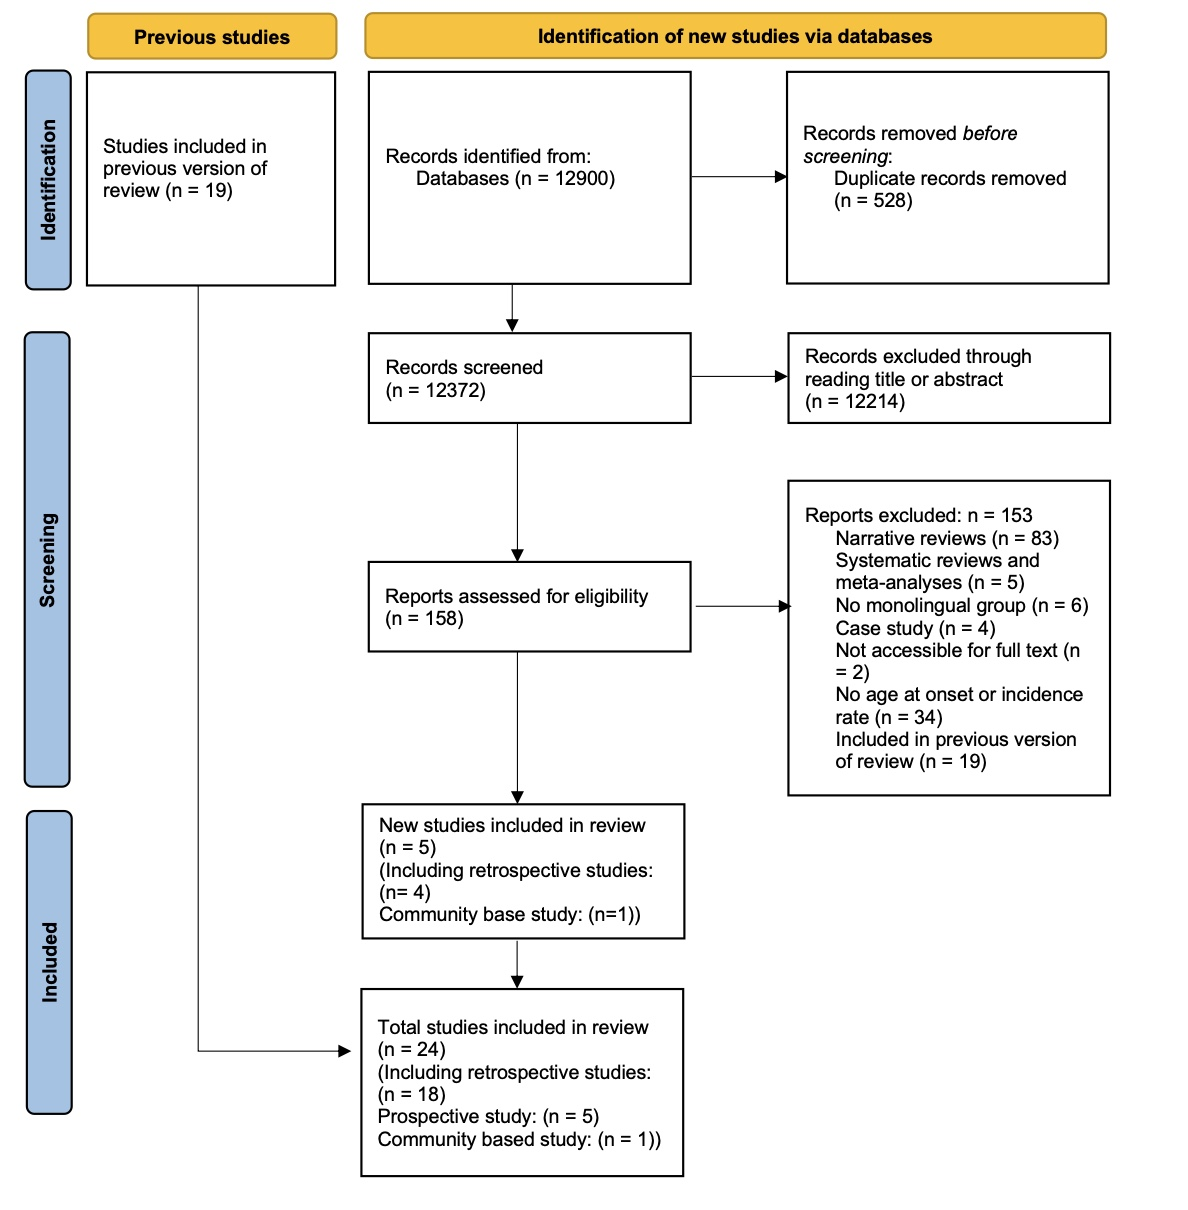 Previous studies
Identification of new studies via databases
Identification
Studies included in
previous version of
review (n = 19)
Records identified from:
Databases (n = 12900)
Records removed before
screening:
Duplicate records removed
(n = 528)
Screening
Records screened
(n = 12372)
Records excluded through
reading title or abstract
(n = 12214)
Reports assessed for eligibility
(n = 158)
Reports excluded: n = 153
Narrative reviews (n = 83)
Systematic reviews and
meta-analyses (n = 5)
No monolingual group (n = 6)
Case study (n = 4)
Not accessible for full text (n
= 2)
No age at onset or incidence
rate (n = 34)
Included in previous version
of review (n = 19)
Included
New studies included in review
(n = 5)
(Including retrospective studies:
(n= 4)
Community base study: (n=1))
Total studies included in review
(n = 24)
(Including retrospective studies:
(n = 18)
Prospective study: (n = 5)
Community based study: (n = 1))